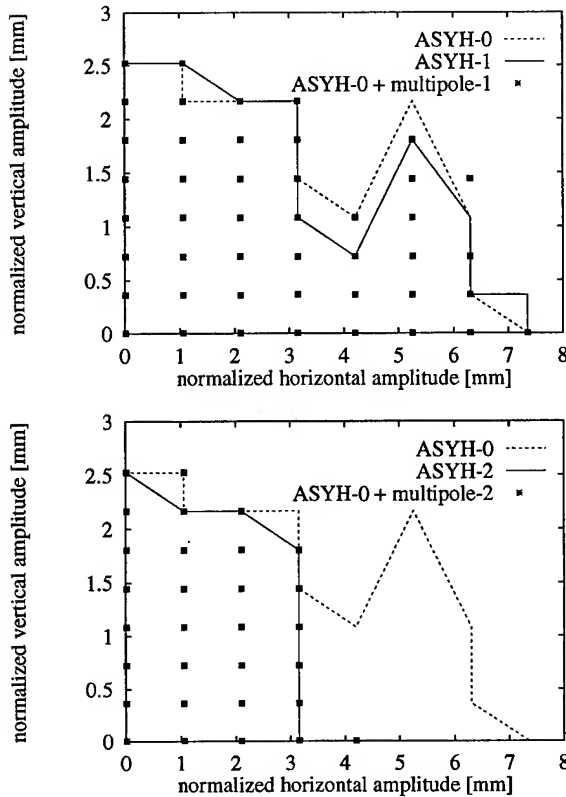 normalized vertical amplitude [mm]
3
2.5
2
1.5
1
0.5
0
ASYH-0
ASYH-1
ASYH-0 + multipole-1
0 1 2 3 4 5 6 7 8
normalized horizontal amplitude [mm]
normalized vertical amplitude [mm]
3
2.5
2
1.5
1
0.5
0
ASYH-0
ASYH-2
ASYH-0 + multipole-2
0 1 2 3 4 5 6 7 8
normalized horizontal amplitude [mm]